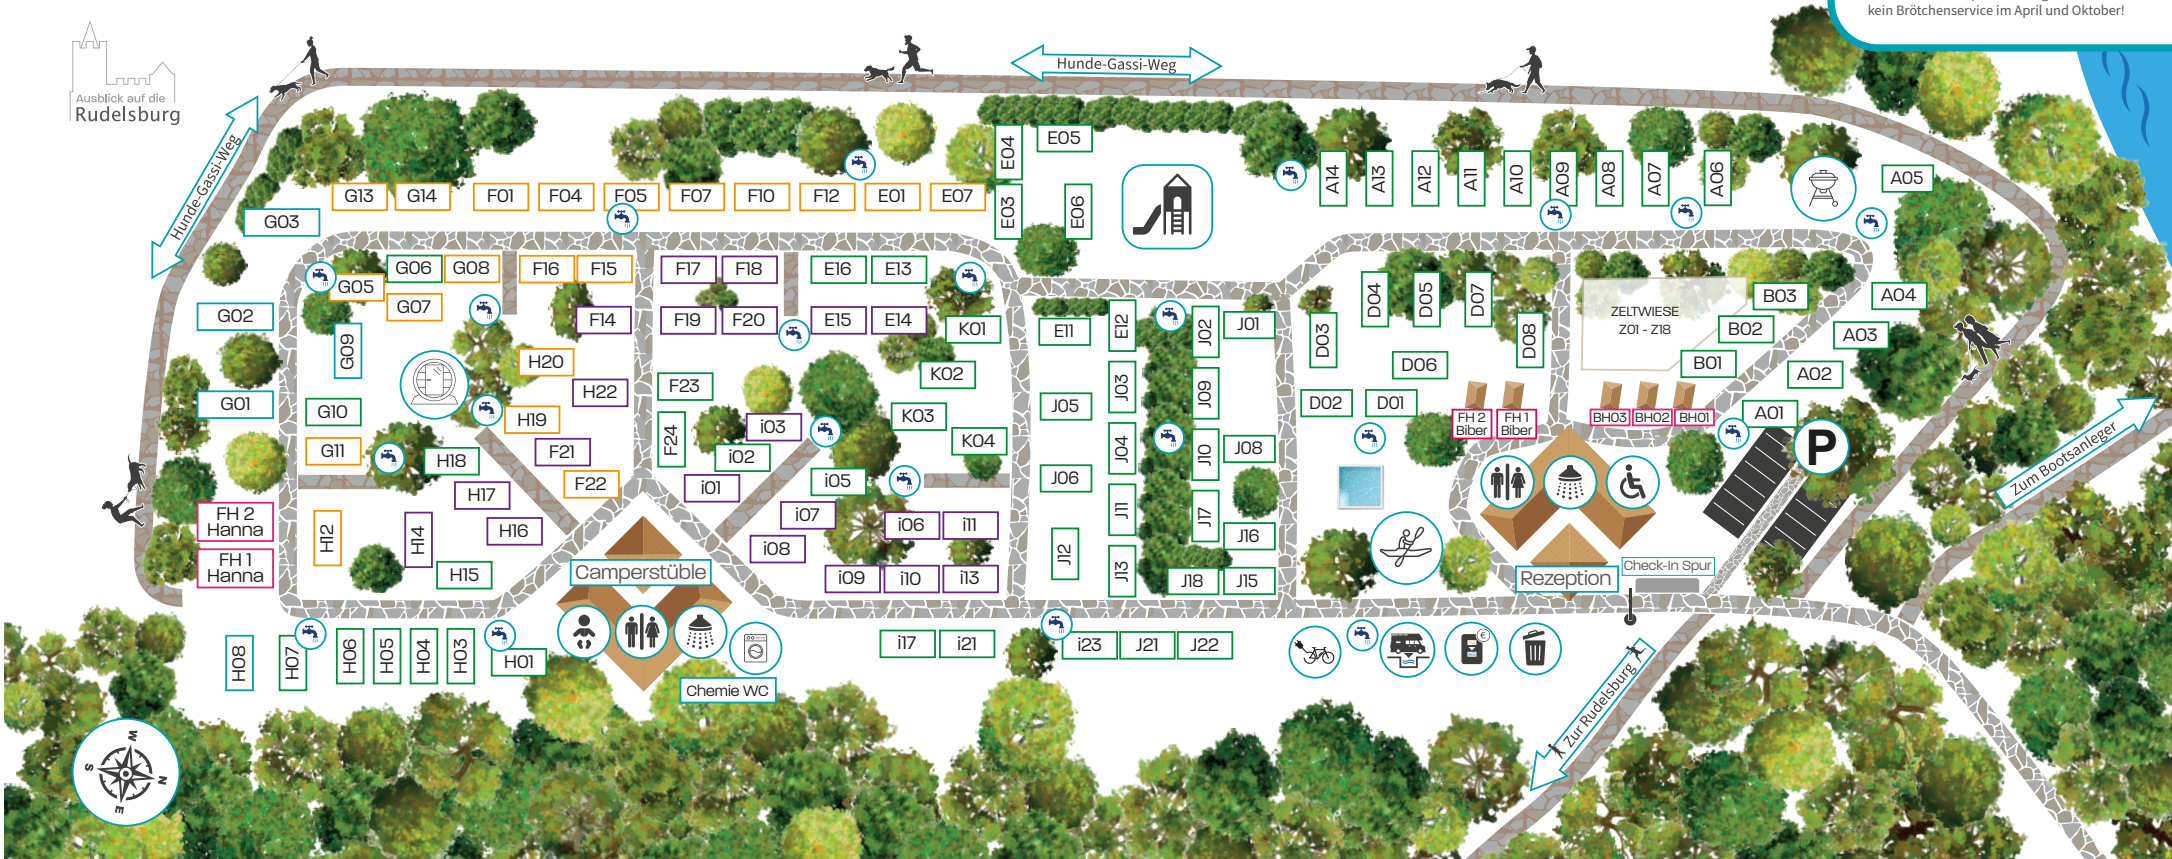 kein Brötchenservice im April und Oktober!
Ausblick auf die
Rudelsburg
Hunde-Gassi-Weg
Hunde-Gassi-Weg
E04
E05
A14
A13
A12
A11
A10
A09
A08
A07
A06
A05
G13
G14
F01
F04
F05
F07
F10
F12
E01
E07
E03
E06
G03
G05
G06
G08
F16
F15
F17
F18
E16
E13
G07
F14
F19
F20
E15
E14
K01
E11
E12
J02
J01
D03
D04
D05
D07
D08
ZELTWIESE
Z01 - Z18
B03
B02
B01
A04
A03
A02
A01
G02
G09
G01
H20
H22
F23
K02
J03
J09
D06
D02
D01
FH 2
Biber
FH 1
Biber
BH03
BH02
BH01
G10
H19
F24
i03
K03
J05
G11
H18
F21
i02
K04
J04
J10
J08
P
Zum Bootsanleger
H17
F22
i01
i05
J06
FH 2
Hanna
H12
H14
H16
i07
i06
i11
J11
J17
J16
FH 1
Hanna
H15
i08
i09
i10
i13
J12
J13
J18
J15
Camperstüble
Rezeption
Check-In Spur
H08
H07
H06
H05
H04
H03
H01
i17
i21
i23
J21
J22
€
Chemie WC
Zur Rudelsburg
W
S
N
E